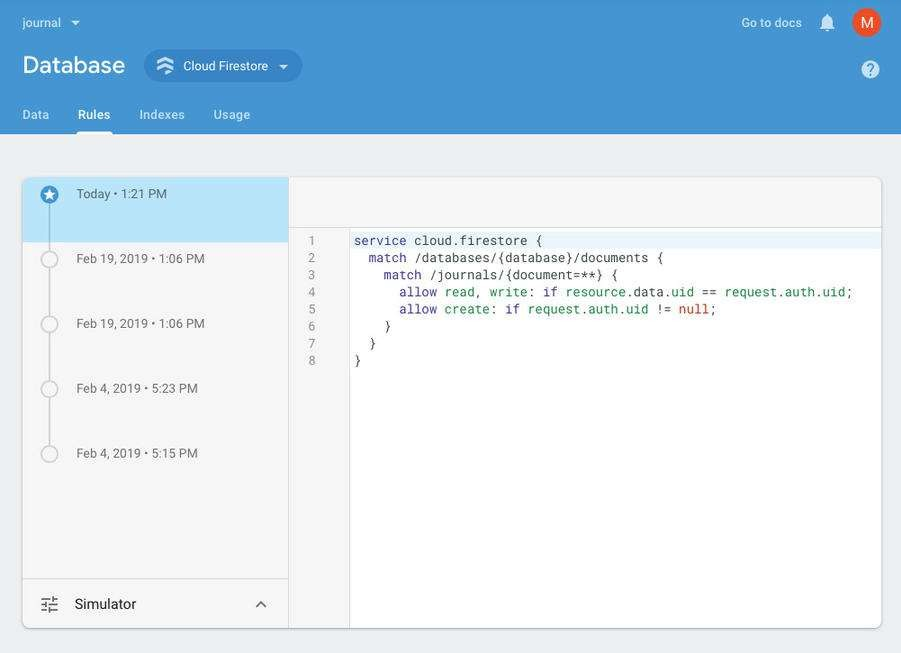 journal
Go to docs
M
Database
Cloud Firestore
?
Data
Rules
Indexes
Usage
Today • 1:21 PM
Feb 19, 2019 • 1:06 PM
Feb 19, 2019 • 1:06 PM
Feb 4, 2019 • 5:23 PM
Feb 4, 2019 • 5:15 PM
Simulator
1 service cloud.firestore {
2   match /databases/{database}/documents {
3     match /journals/{document=**} {
4       allow read, write: if resource.data.uid == request.auth.uid;
5       allow create: if request.auth.uid != null;
6     }
7   }
8 }